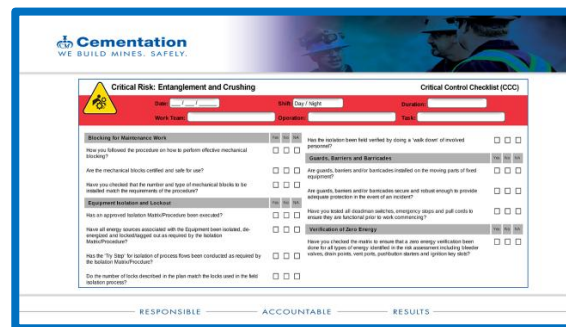 Cementation
WE BUILD MINES. SAFELY.
Critical Risk: Entanglement and Crushing
Critical Control Checklist (CCC)
Date: __/__/____
Shift: Day / Night
Duration:
Work Team:
Operation:
Task:
Blocking for Maintenance Work Yes No N/A
Have you followed the procedure on how to perform effective mechanical
blocking?
Are the mechanical blocks certified and safe for use?
Have you checked that the number and type of mechanical blocks to be
installed match the requirements of the procedure?
Equipment Isolation and Lockout Yes No N/A
Has an approved Isolation Matrix/Procedure been executed?
Have all energy sources associated with the Equipment been isolated, de-
energized and locked/tagged out as required by the Isolation
Matrix/Procedure?
Has the 'Try Step' for isolation of process flows been conducted as required by
the Isolation Matrix/Procedure?
Do the number of locks described in the plan match the locks used in the field
isolation process?
Has the isolation been field verified by doing a 'walk down' of involved
personnel?
Guards, Barriers and Barricades Yes No N/A
Are guards, barriers and/or barricades installed on the moving parts of fixed
equipment?
Are guards, barriers and/or barricades secure and robust enough to provide
adequate protection in the event of an incident?
Have you tested all deadman switches, emergency stops and pull cords to
ensure they are functional prior to work commencing?
Verification of Zero Energy Yes No N/A
Have you checked the matrix to ensure that a zero energy verification been
done for all types of energy identified in the risk assessment including bleeder
valves, drain points, vent ports, pushbutton starters and ignition key slots?
RESPONSIBLE ACCOUNTABLE RESULTS